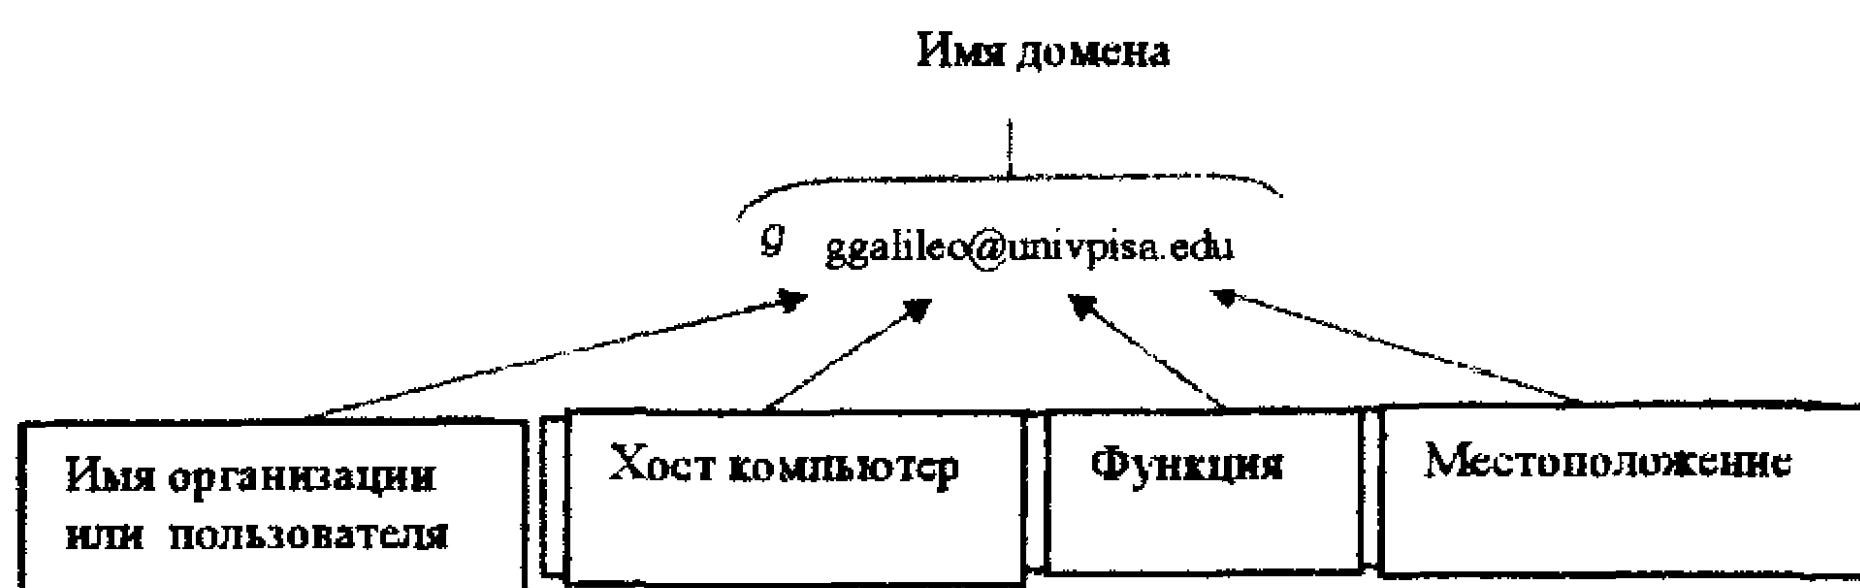 Имя домена
g ggalileo@univpisa.edu
Имя организации
или пользователя
Хост компьютер
Функция
Местоположение